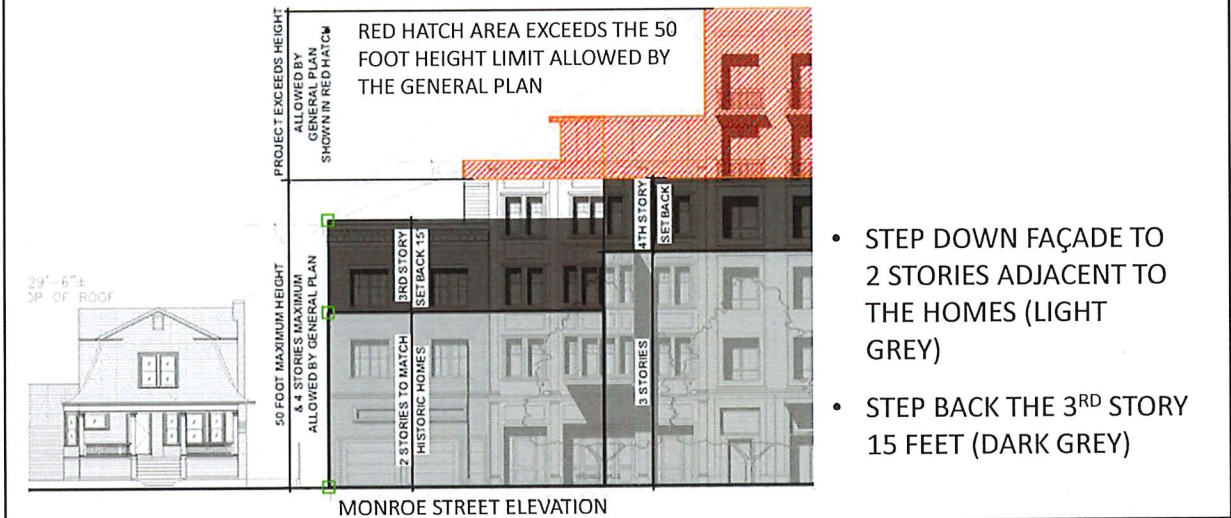 PROJECT EXCEEDS HEIGHT
ALLOWED BY
GENERAL PLAN
SHOWN IN RED HATCH
RED HATCH AREA EXCEEDS THE 50
FOOT HEIGHT LIMIT ALLOWED BY
THE GENERAL PLAN
29'-6"±
OP OF ROOF
50 FOOT MAXIMUM HEIGHT
& 4 STORIES MAXIMUM
ALLOWED BY GENERAL PLAN
3RD STORY
SETBACK 15'
2 STORIES TO MATCH
HISTORIC HOMES
4TH STORY
SETBACK
3 STORIES
MONROE STREET ELEVATION
• STEP DOWN FAÇADE TO
2 STORIES ADJACENT TO
THE HOMES (LIGHT
GREY)
• STEP BACK THE 3RD STORY
15 FEET (DARK GREY)